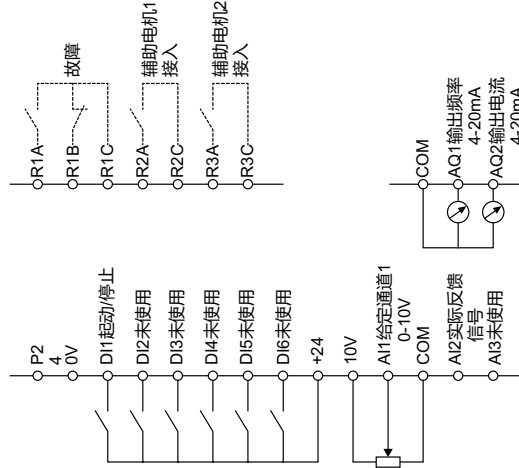 R1A
R1B
R1C
R2A
R2C
R3A
R3C
故障
辅助电机1
接入
辅助电机2
接入
COM
AQ1输出频率
4-20mA
AQ2输出电流
4-20mA
P2
4
0V
DI1起动/停止
DI2未使用
DI3未使用
DI4未使用
DI5未使用
DI6未使用
+24
10V
AI1给定通道1
0-10V
COM
AI2实际反馈
信号
AI3未使用